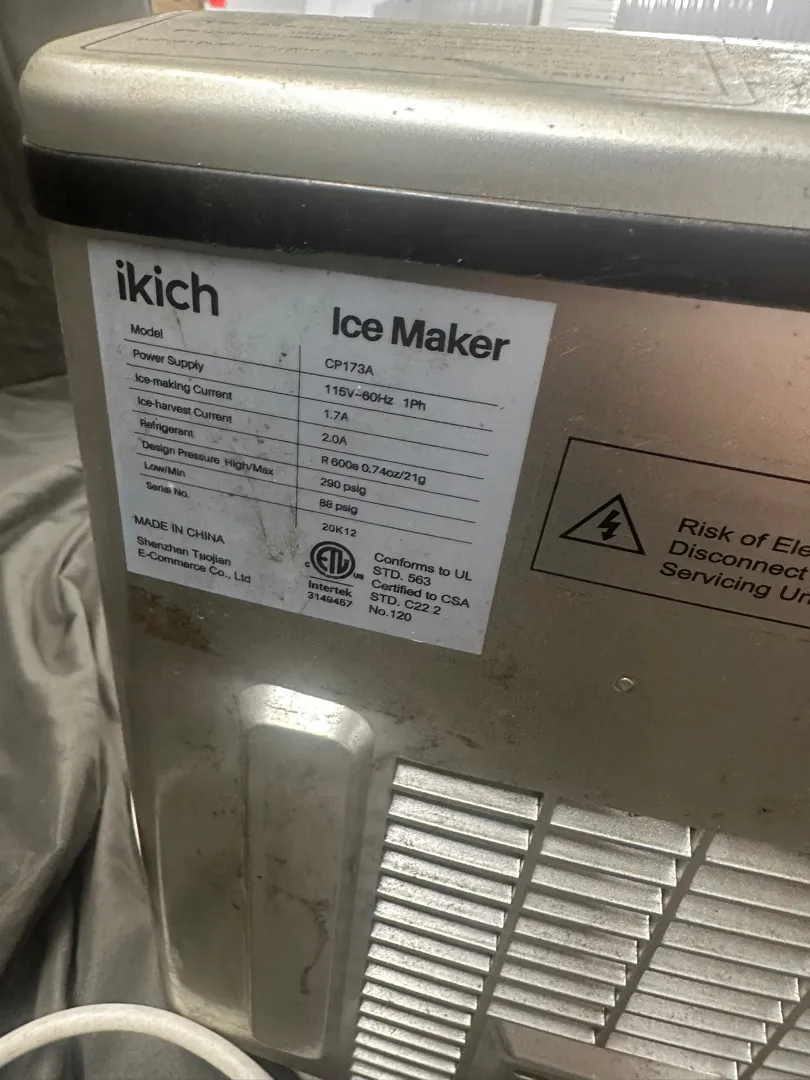 ikich
Ice Maker
Model CP173A
Power Supply 115V~60Hz 1Ph
Ice-making Current 1.7A
Ice-harvest Current 2.0A
Refrigerant R 600a 0.74oz/21g
Design Pressure High/Max 290 psig
Low/Min 88 psig
Serial No. 20K12
MADE IN CHINA
Shenzhen Tuojian
E-Commerce Co., Ltd
C ETL US
Intertek
3149457
Conforms to UL
STD. 563
Certified to CSA
STD. C22.2
No.120
Risk of Ele
Disconnect
Servicing Un